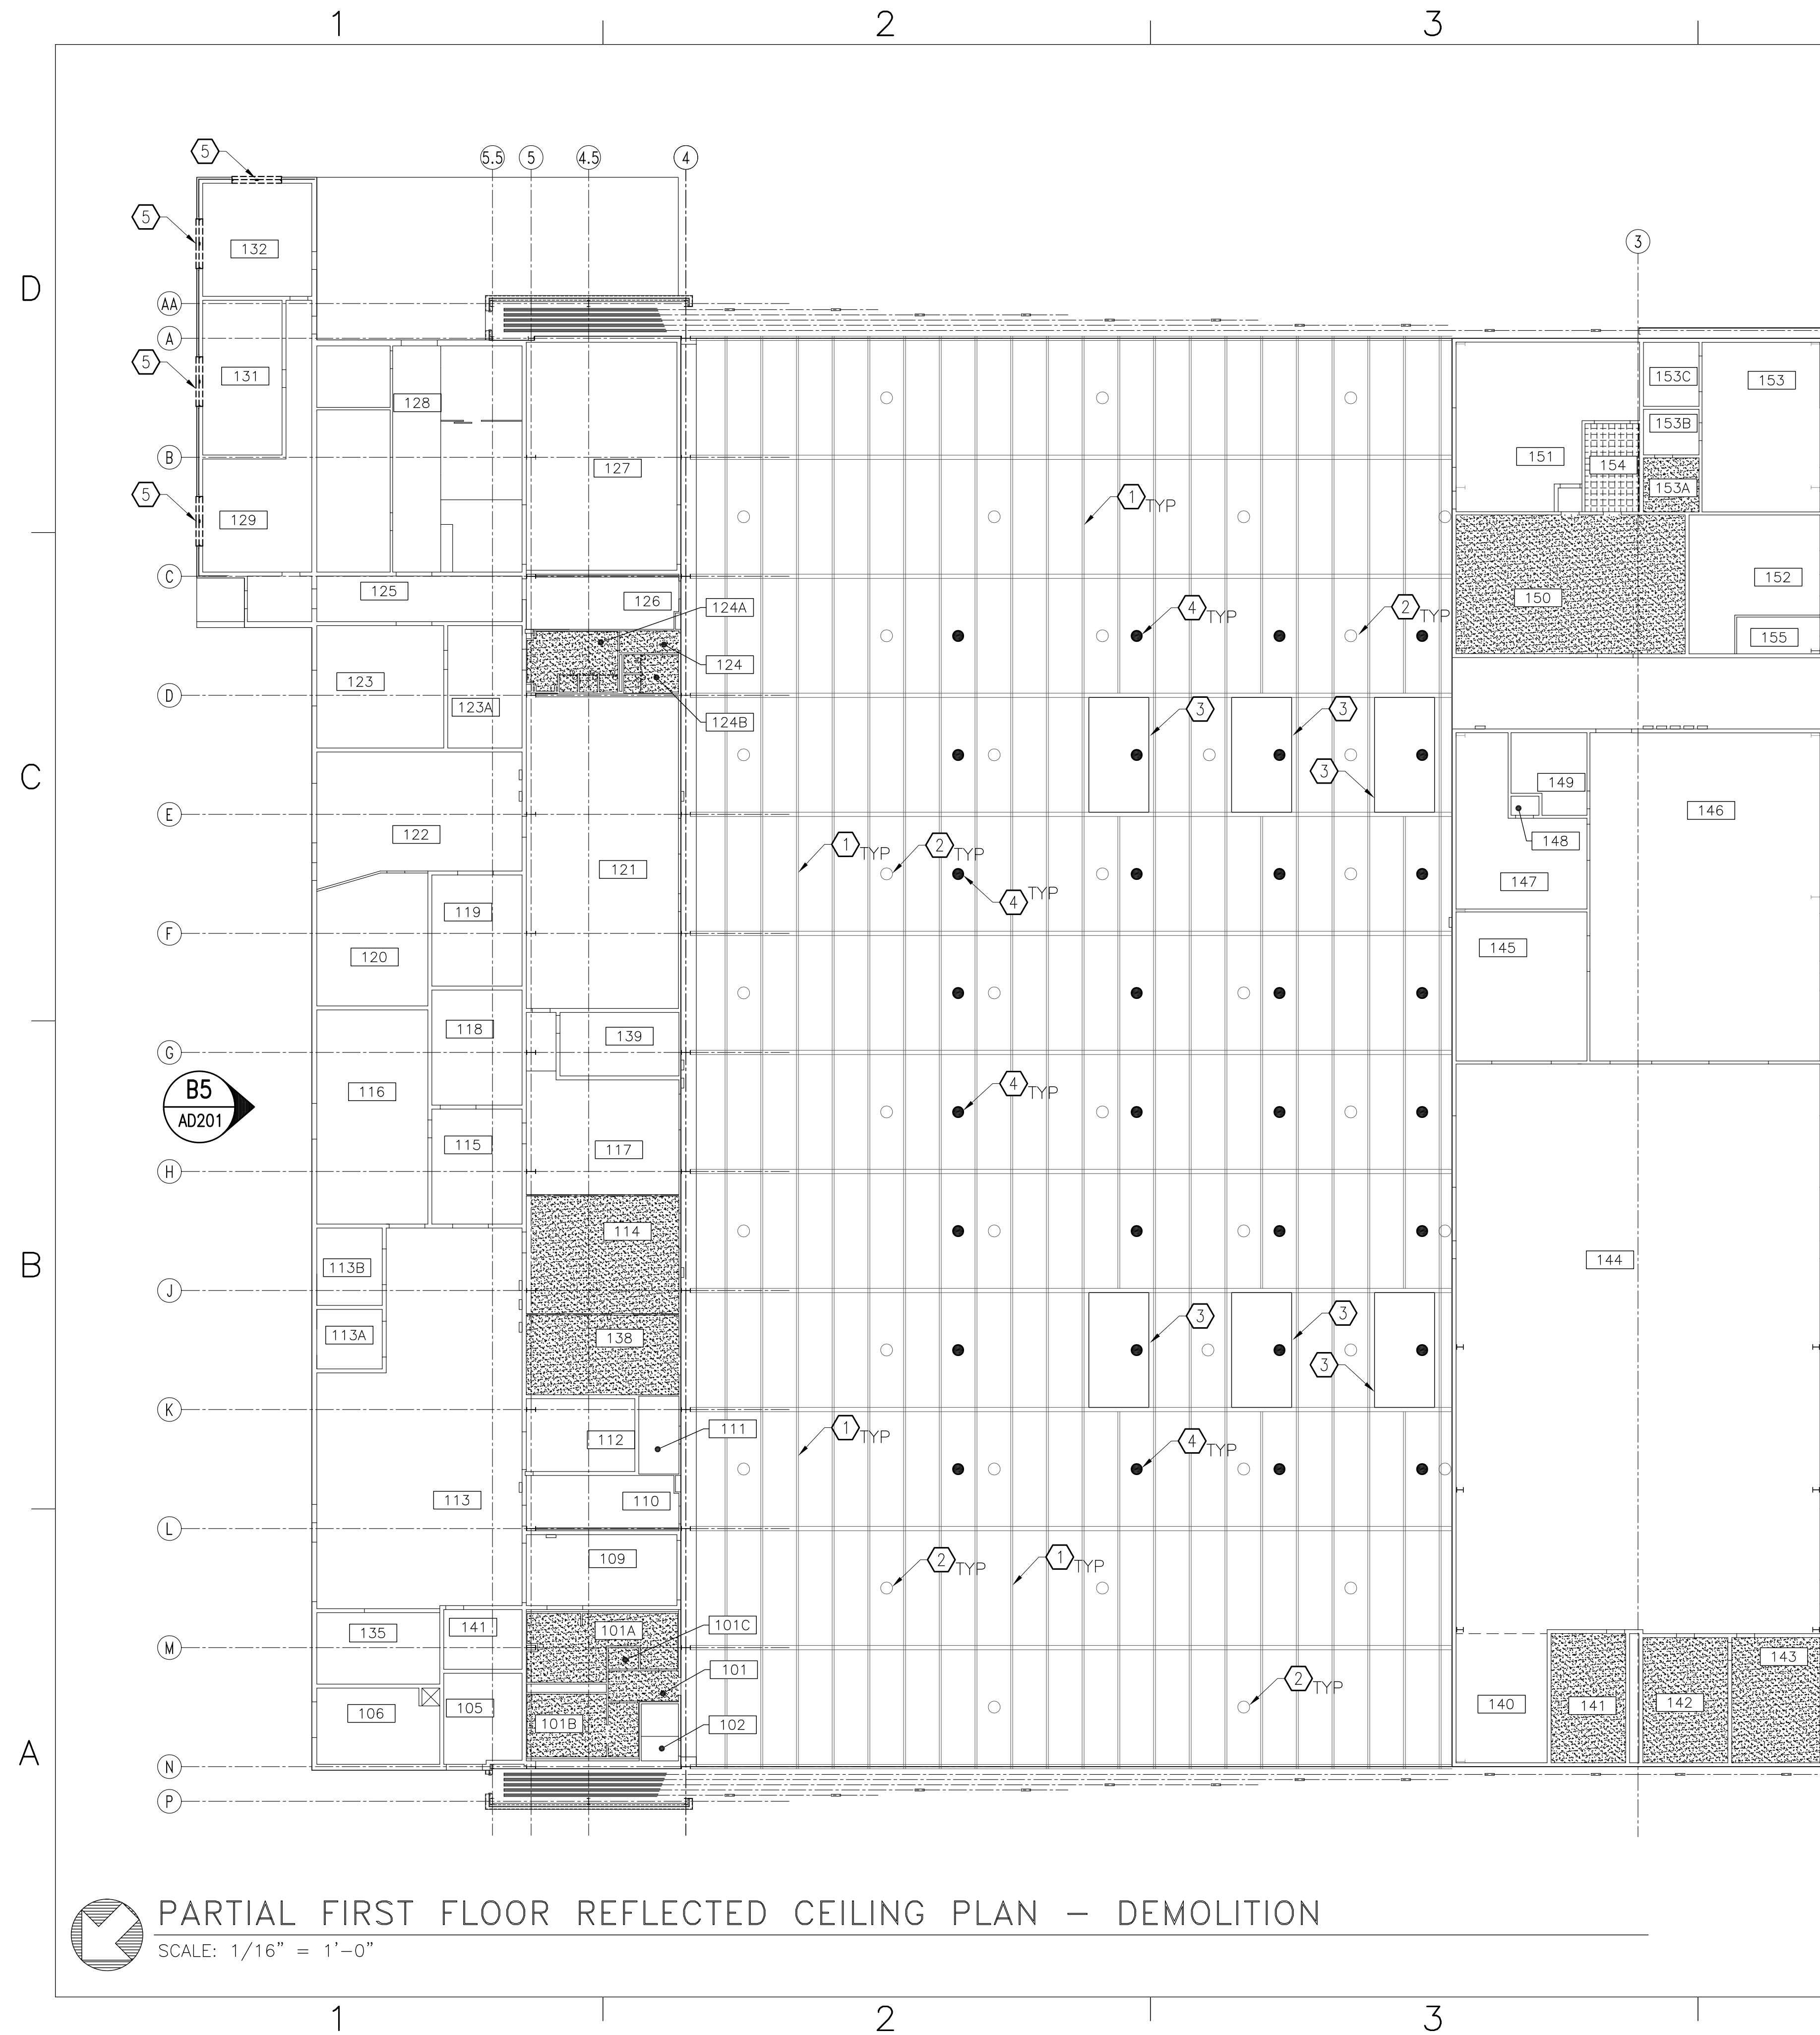 1 2 3
5
5.5 5 4.5 4
5
132
3
D
AA
A
5
131
128
153C
153
153B
B
127
151
154
5
1 TYP
153A
129
C
125
126
124A
4 TYP
2 TYP
150
152
155
124
123
D
123A
124B
3
3
C
3
149
146
E
122
1 TYP
2 TYP
148
121
147
4 TYP
119
F
120
145
118
139
G
B5
AD201
116
4 TYP
115
117
H
114
144
B
113B
J
3
3
113A
138
3
K
1 TYP
111
112
4 TYP
113
110
L
109
2 TYP
1 TYP
135
141
101A
101C
M
143
101
2 TYP
106
105
101B
102
140
141
142
A
N
P
PARTIAL FIRST FLOOR REFLECTED CEILING PLAN – DEMOLITION
SCALE: 1/16" = 1'–0"
1 2 3